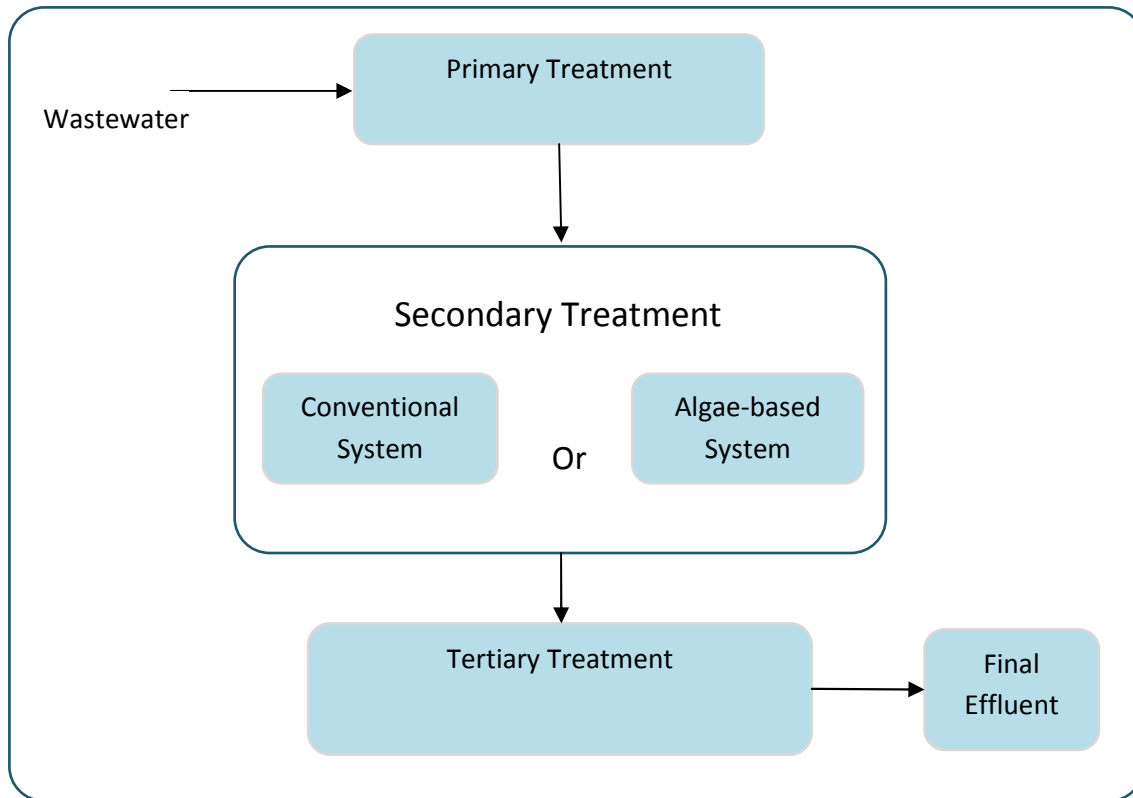 Primary Treatment
Wastewater
Secondary Treatment
Conventional
System
Or
Algae-based
System
Tertiary Treatment
Final
Effluent